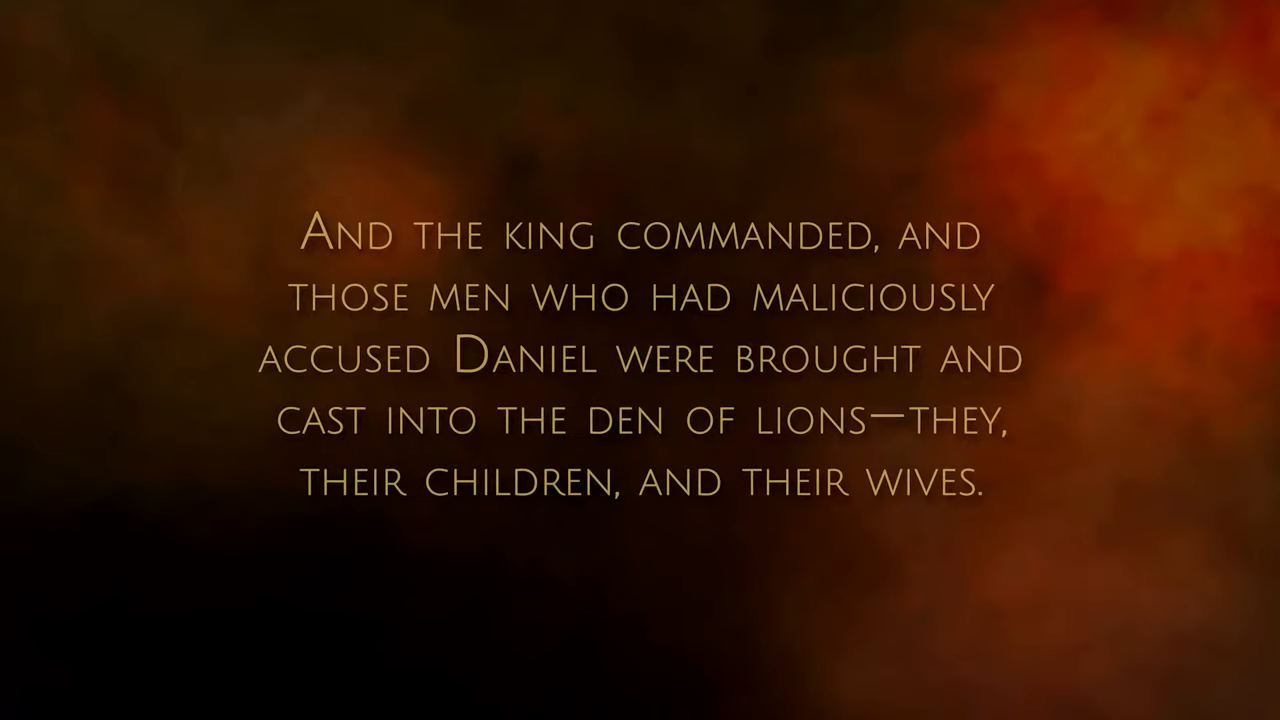 And the king commanded, and
those men who had maliciously
accused Daniel were brought and
cast into the den of lions—they,
their children, and their wives.